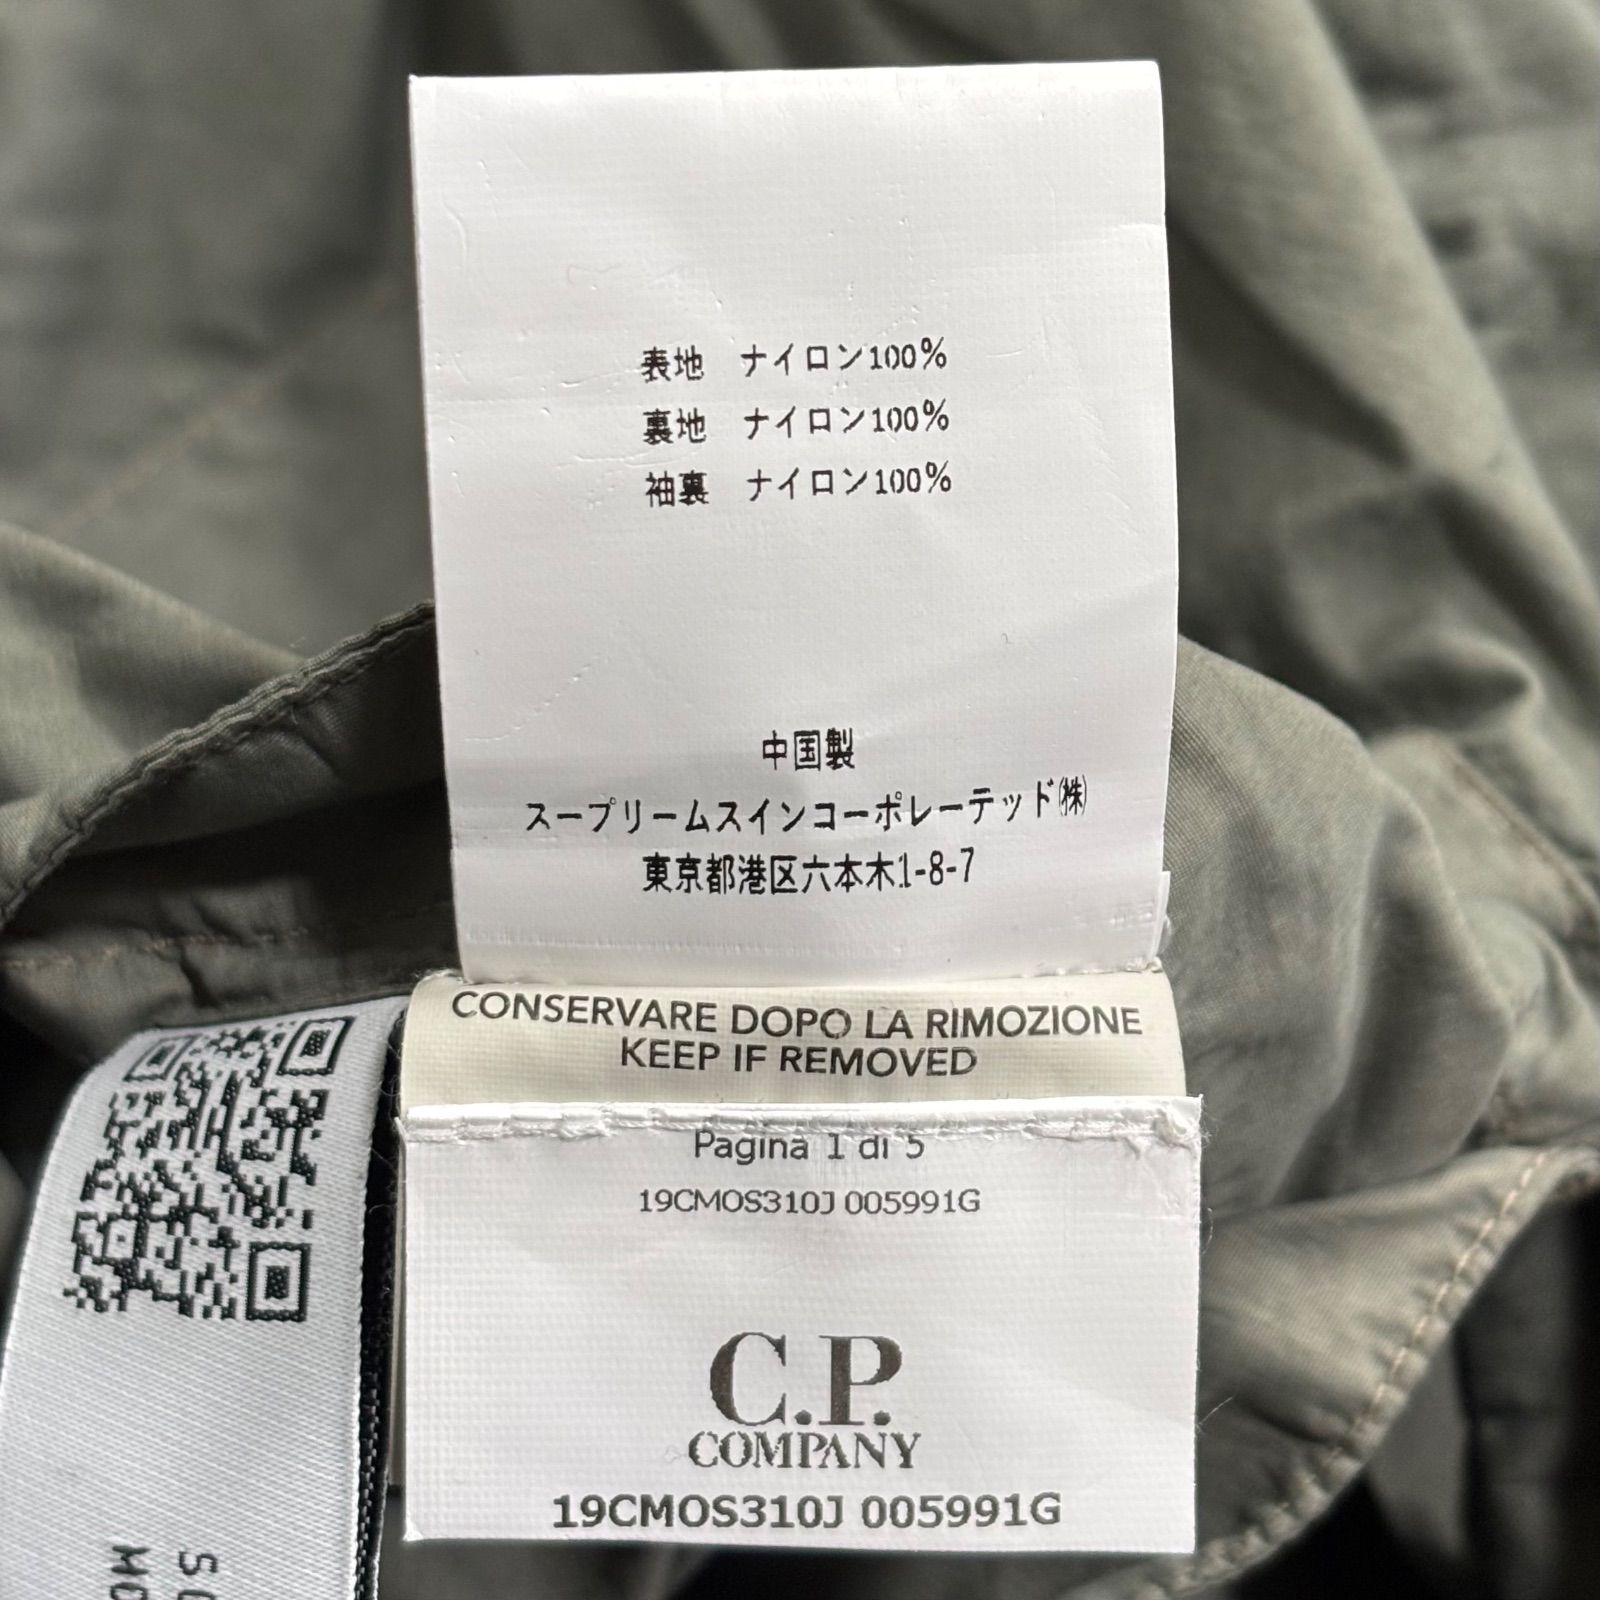 表地 ナイロン100%
裏地 ナイロン100%
袖裏 ナイロン100%
中国製
スープリームスインコーポレーテッド㈱
東京都港区六本木1-8-7
CONSERVARE DOPO LA RIMOZIONE
KEEP IF REMOVED
Pagina 1 di 5
19CMOS310J 005991G
C.P.
COMPANY
19CMOS310J 005991G